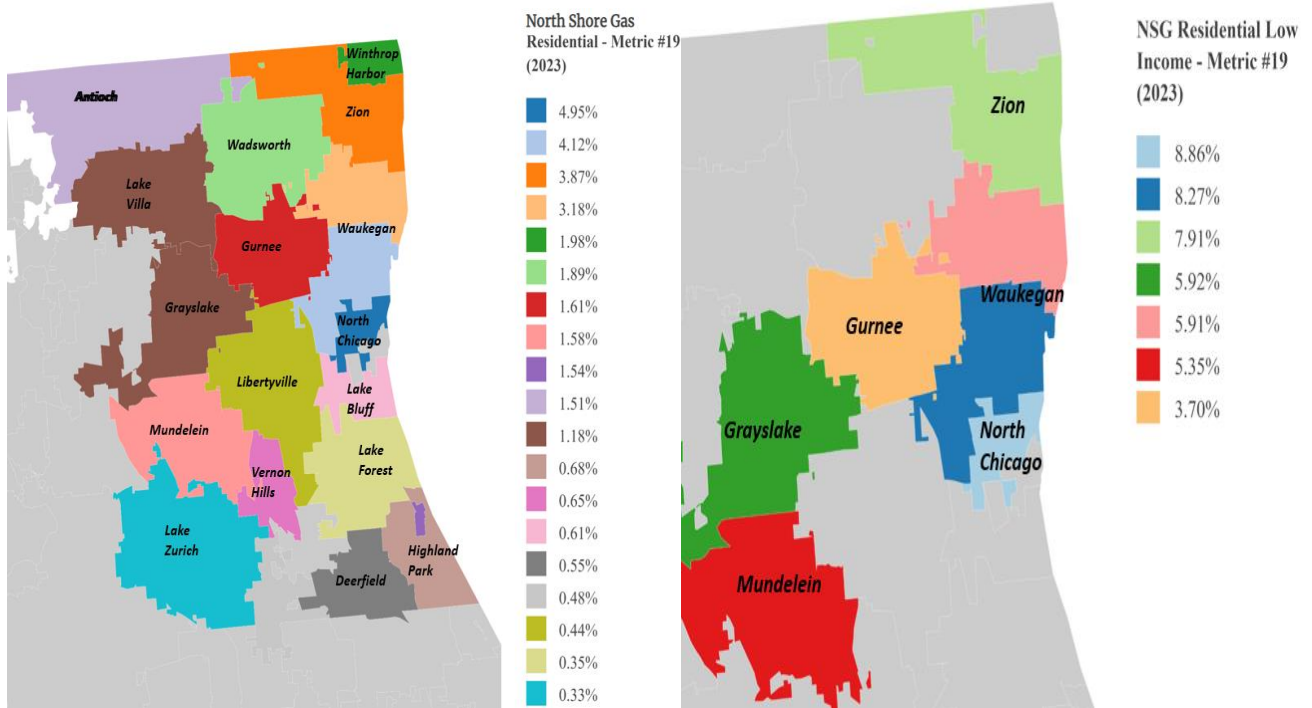 North Shore Gas
Residential - Metric #19
(2023)
Winthrop
Harbor
Antioch
Zion
Wadsworth
Lake
Villa
Waukegan
Gurnee
Grayslake
North
Chicago
Libertyville
Lake
Bluff
Mundelein
Lake
Forest
Vernon
Hills
Lake
Zurich
Highland
Park
Deerfield
4.95%
4.12%
3.87%
3.18%
1.98%
1.89%
1.61%
1.58%
1.54%
1.51%
1.18%
0.68%
0.65%
0.61%
0.55%
0.48%
0.44%
0.35%
0.33%
NSG Residential Low
Income - Metric #19
(2023)
Zion
Waukegan
Gurnee
Grayslake
North
Chicago
Mundelein
8.86%
8.27%
7.91%
5.92%
5.91%
5.35%
3.70%